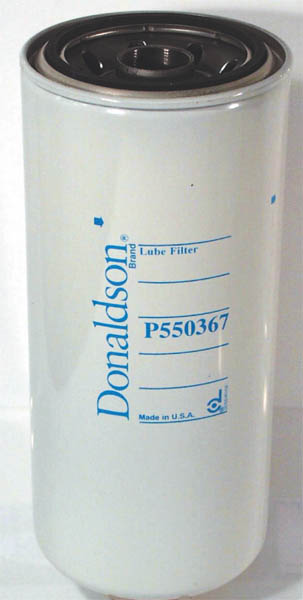 Donaldson®
Brand
Lube Filter
P550367
Made in U.S.A.